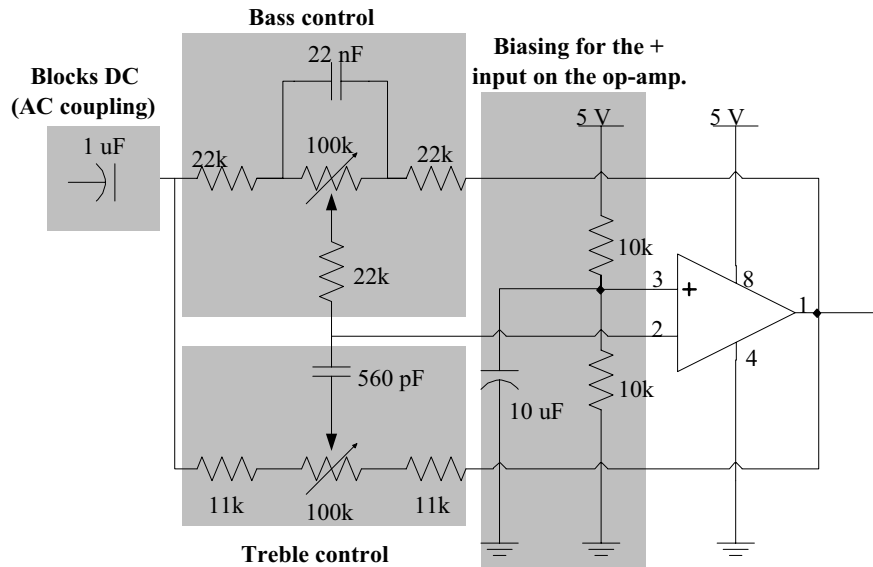 Bass control
22 nF
Biasing for the +
input on the op-amp.
Blocks DC
(AC coupling)
1 uF
5 V
5 V
22k
100k
22k
10k
22k
3
+
8
1
2
4
560 pF
10 uF
10k
11k
100k
11k
Treble control